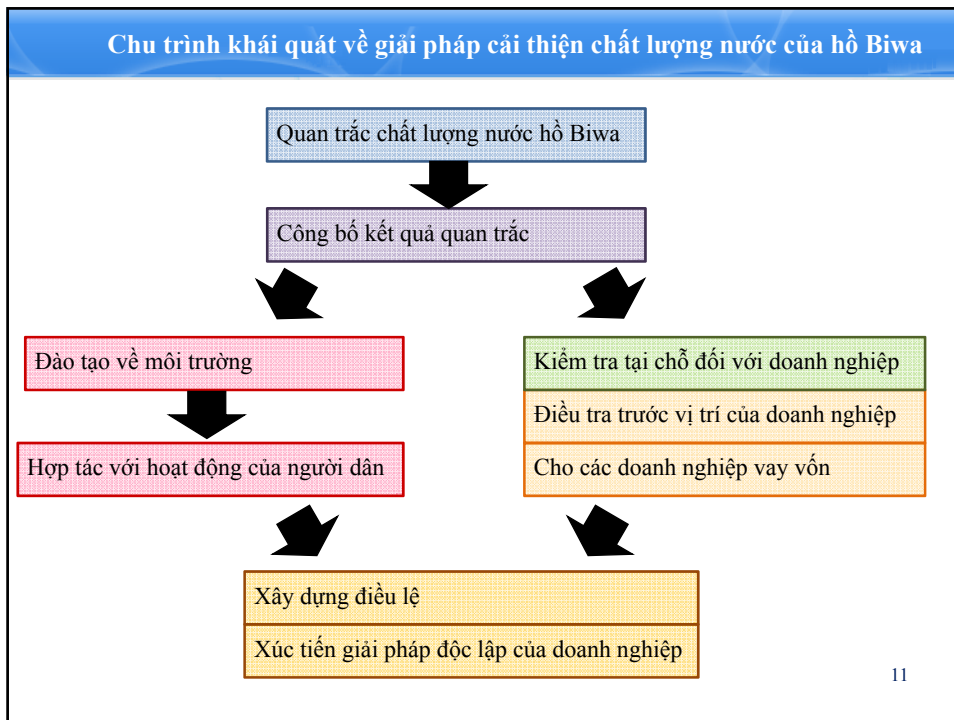 Chu trình khái quát về giải pháp cải thiện chất lượng nước của hồ Biwa
Quan trắc chất lượng nước hồ Biwa
Công bố kết quả quan trắc
Đào tạo về môi trường
Hợp tác với hoạt động của người dân
Kiểm tra tại chỗ đối với doanh nghiệp
Điều tra trước vị trí của doanh nghiệp
Cho các doanh nghiệp vay vốn
Xây dựng điều lệ
Xúc tiến giải pháp độc lập của doanh nghiệp
11